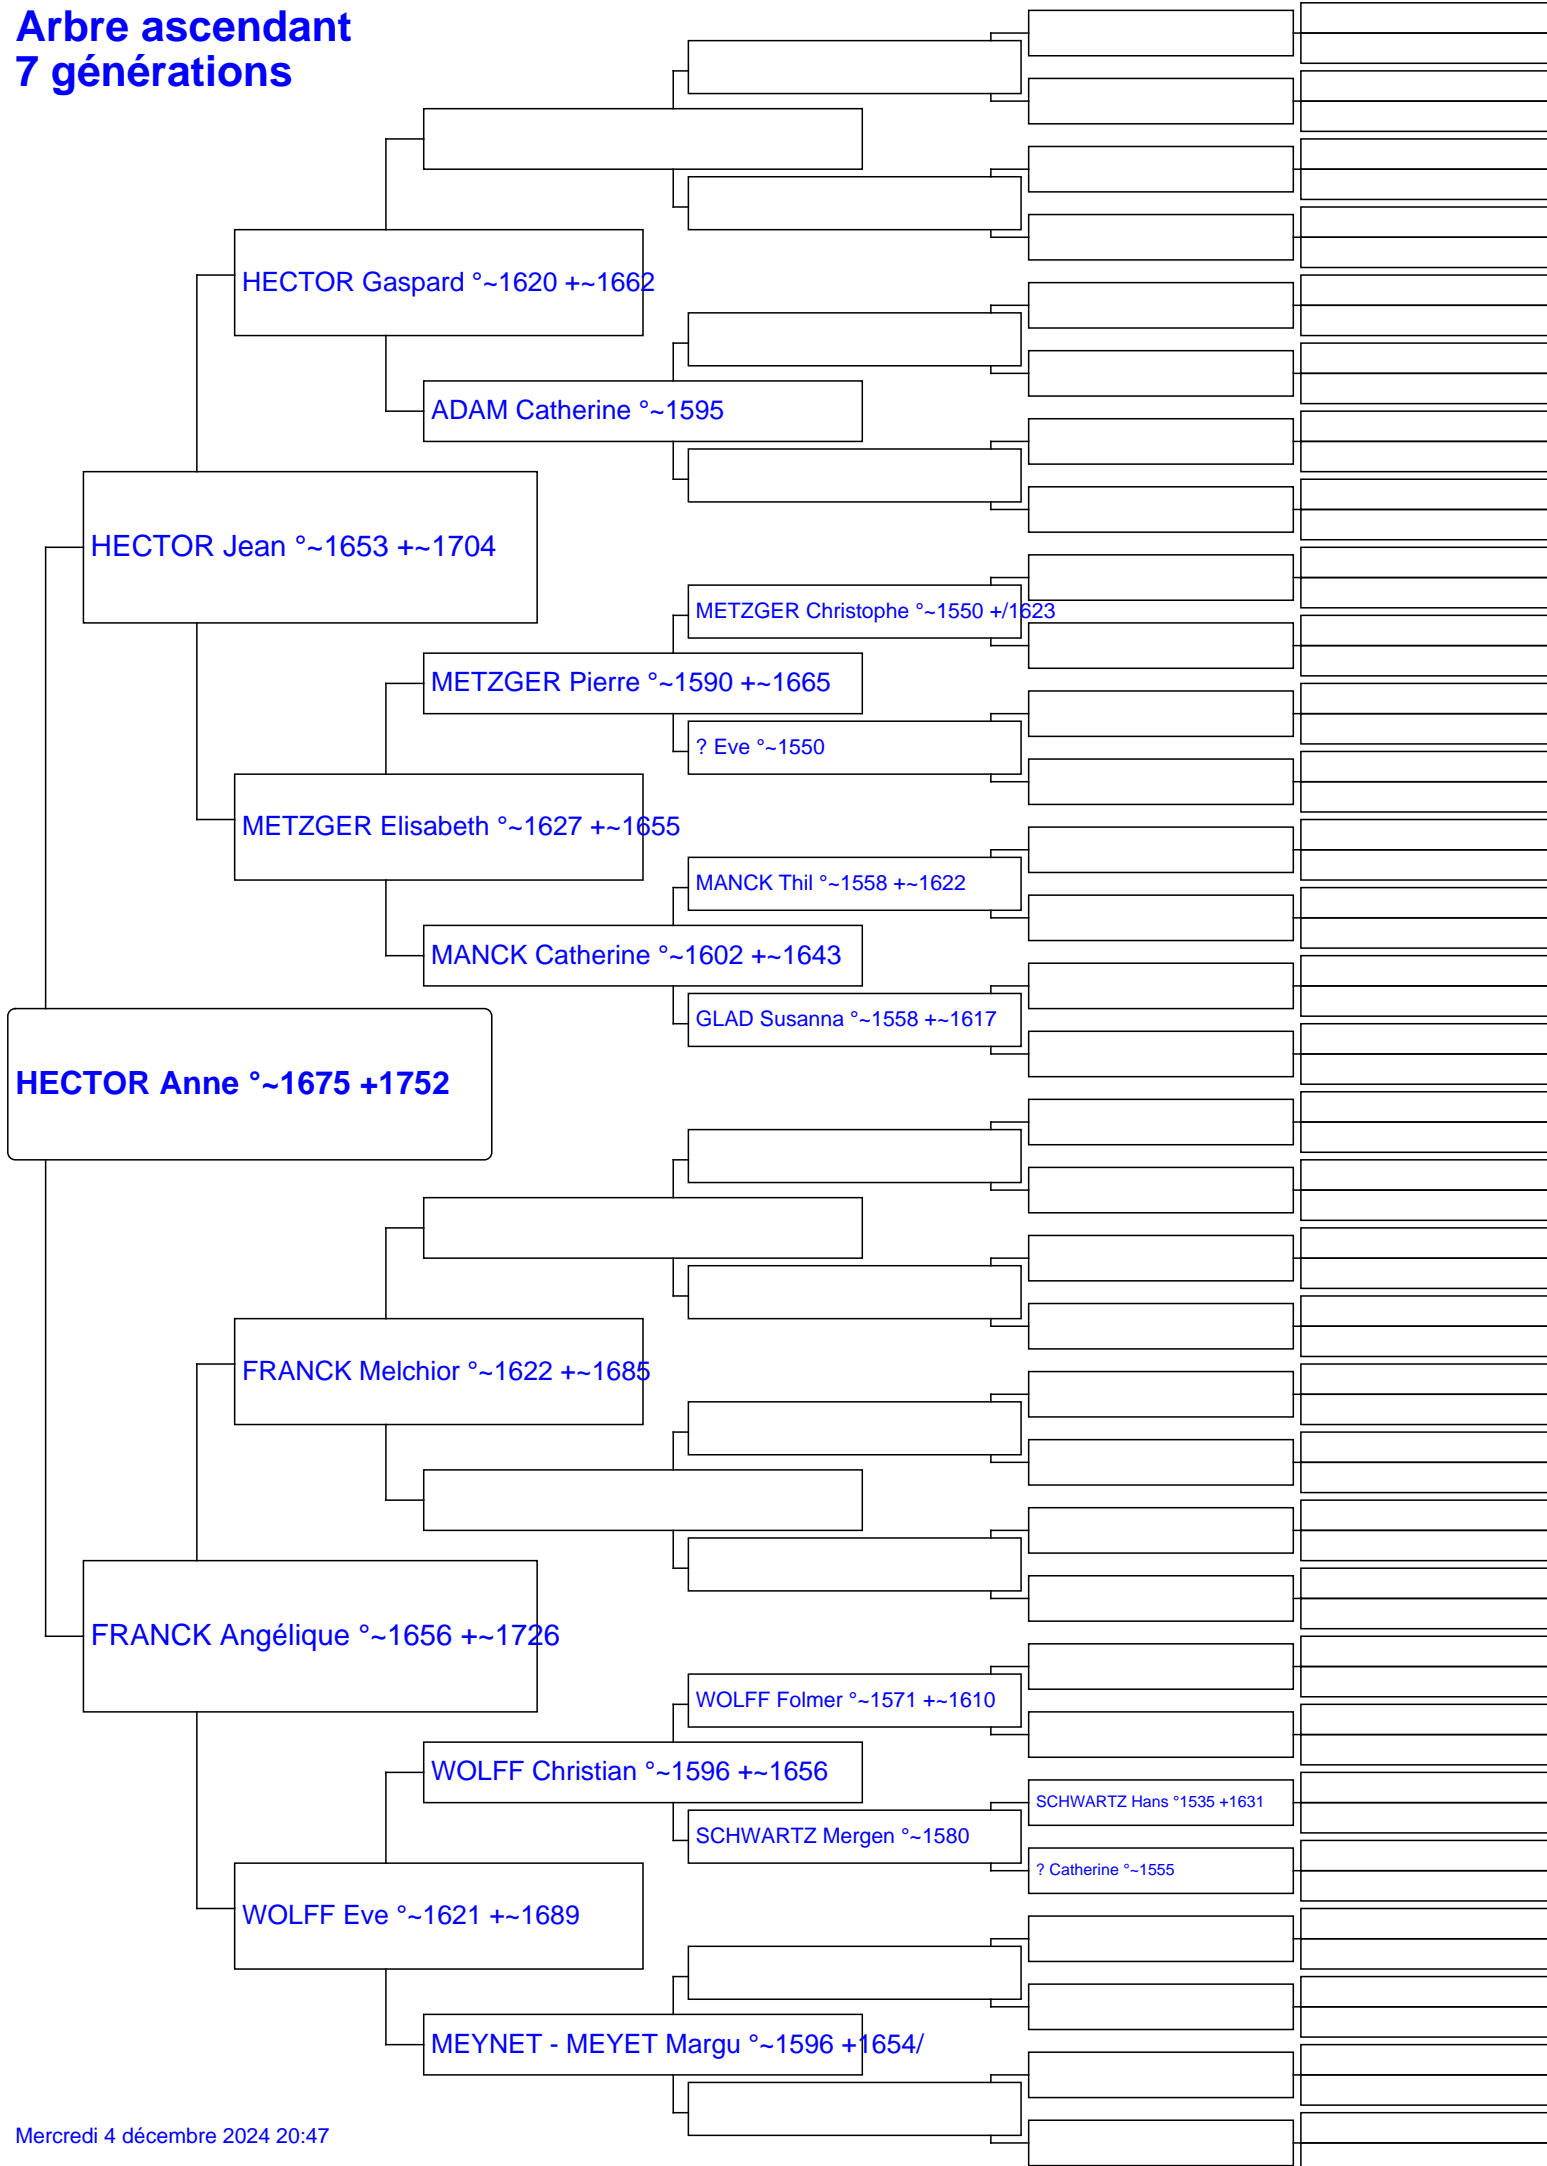 Arbre ascendant
7 générations
HECTOR Gaspard °~1620 +~1662
ADAM Catherine °~1595
HECTOR Jean °~1653 +~1704
METZGER Christophe °~1550 +/1623
METZGER Pierre °~1590 +~1665
? Eve °~1550
METZGER Elisabeth °~1627 +~1655
MANCK Thil °~1558 +~1622
MANCK Catherine °~1602 +~1643
GLAD Susanna °~1558 +~1617
HECTOR Anne °~1675 +1752
FRANCK Melchior °~1622 +~1685
FRANCK Angélique °~1656 +~1726
WOLFF Folmer °~1571 +~1610
WOLFF Christian °~1596 +~1656
SCHWARTZ Hans °1535 +1631
SCHWARTZ Mergen °~1580
? Catherine °~1555
WOLFF Eve °~1621 +~1689
MEYNET - MEYET Margu °~1596 +1654/
Mercredi 4 décembre 2024 20:47